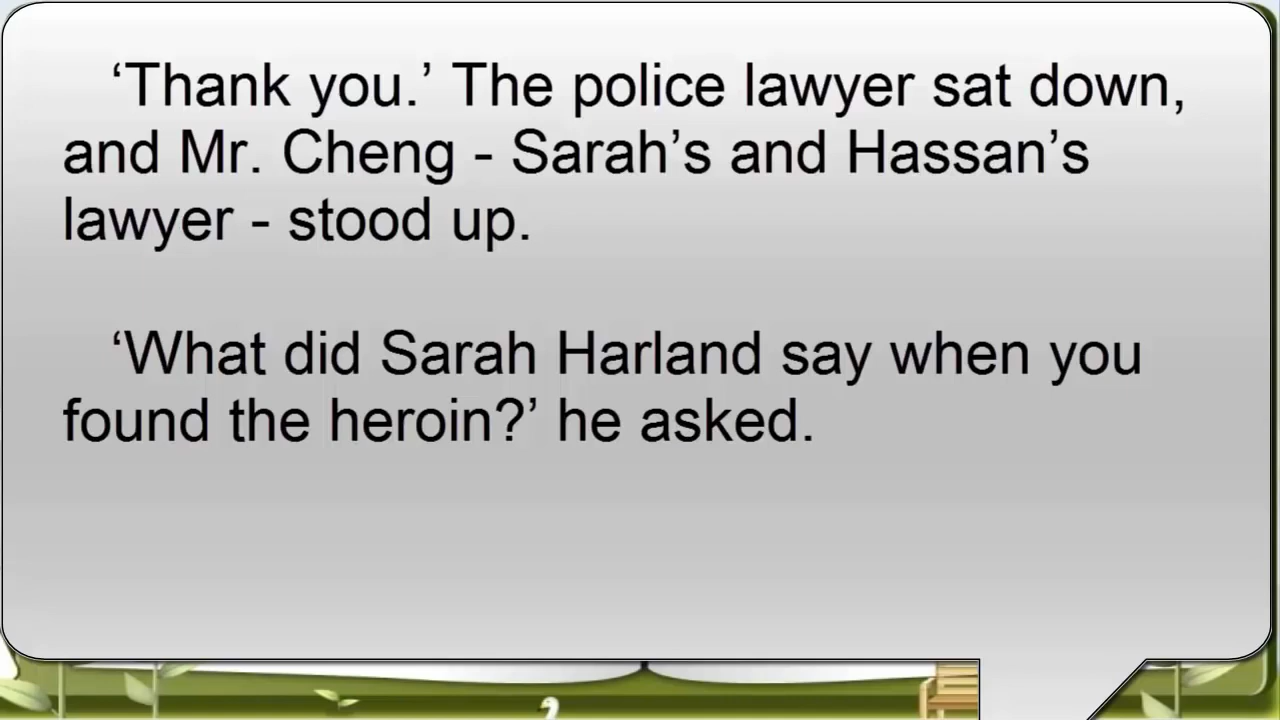 ‘Thank you.’ The police lawyer sat down,
and Mr. Cheng - Sarah’s and Hassan’s
lawyer - stood up.
‘What did Sarah Harland say when you
found the heroin?’ he asked.